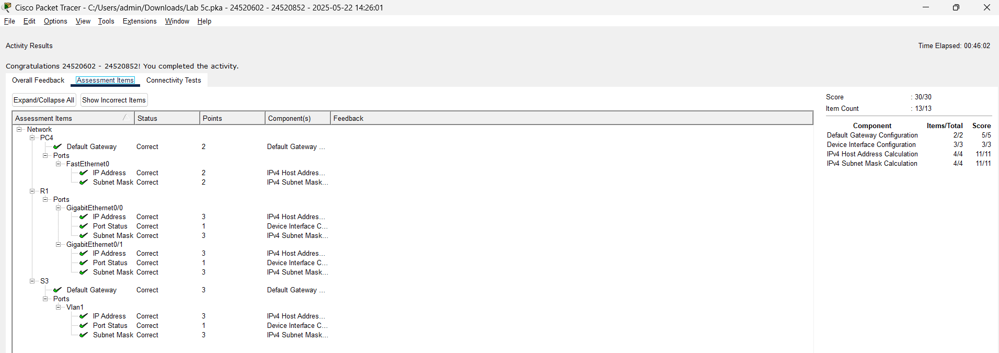 Cisco Packet Tracer - C:/Users/admin/Downloads/Lab 5c.pka - 24520602 - 24520852 - 2025-05-22 14:26:01
File Edit Options View Tools Extensions Window Help
Activity Results Time Elapsed: 00:46:02
Congratulations 24520602 - 24520852! You completed the activity.
Overall Feedback Assessment Items Connectivity Tests
Expand/Collapse All Show Incorrect Items
Assessment Items Status Points Component(s) Feedback
Network
PC4
Default Gateway Correct 2 Default Gateway ...
Ports
FastEthernet0
IP Address Correct 2 IPv4 Host Addres...
Subnet Mask Correct 2 IPv4 Subnet Mask...
R1
Ports
GigabitEthernet0/0
IP Address Correct 3 IPv4 Host Addres...
Port Status Correct 1 Device Interface C...
Subnet Mask Correct 3 IPv4 Subnet Mask...
GigabitEthernet0/1
IP Address Correct 3 IPv4 Host Addres...
Port Status Correct 1 Device Interface C...
Subnet Mask Correct 3 IPv4 Subnet Mask...
S3
Default Gateway Correct 3 Default Gateway ...
Ports
Vlan1
IP Address Correct 3 IPv4 Host Addres...
Port Status Correct 1 Device Interface C...
Subnet Mask Correct 3 IPv4 Subnet Mask...
Score : 30/30
Item Count : 13/13
Component Items/Total Score
Default Gateway Configuration 2/2 5/5
Device Interface Configuration 3/3 3/3
IPv4 Host Address Calculation 4/4 11/11
IPv4 Subnet Mask Calculation 4/4 11/11